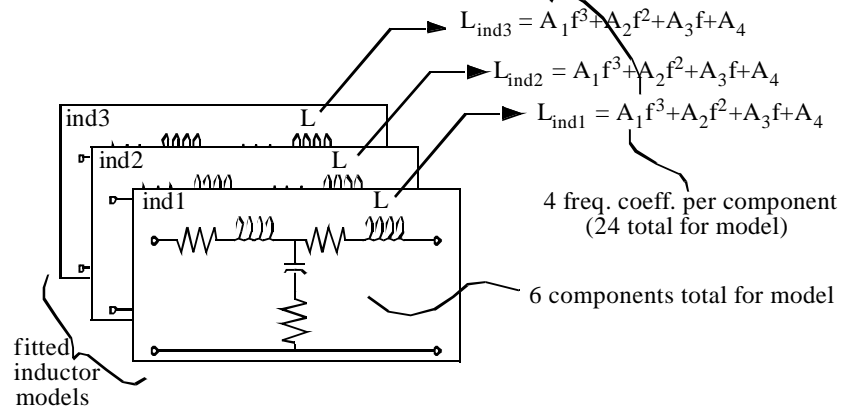 L_ind3 = A_1f^3+A_2f^2+A_3f+A_4
L_ind2 = A_1f^3+A_2f^2+A_3f+A_4
L_ind1 = A_1f^3+A_2f^2+A_3f+A_4
ind3 L
ind2 L
ind1 L
4 freq. coeff. per component
(24 total for model)
6 components total for model
fitted
inductor
models